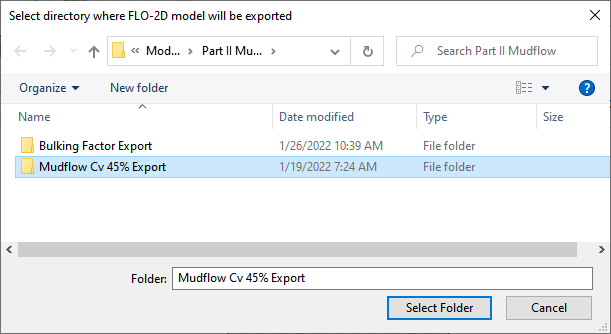 Select directory where FLO-2D model will be exported
« Mod... Part II Mu... Search Part II Mudflow
Organize New folder ?
Name Date modified Type Size
Bulking Factor Export 1/26/2022 10:39 AM File folder
Mudflow Cv 45% Export 1/19/2022 7:24 AM File folder
Folder: Mudflow Cv 45% Export
Select Folder Cancel